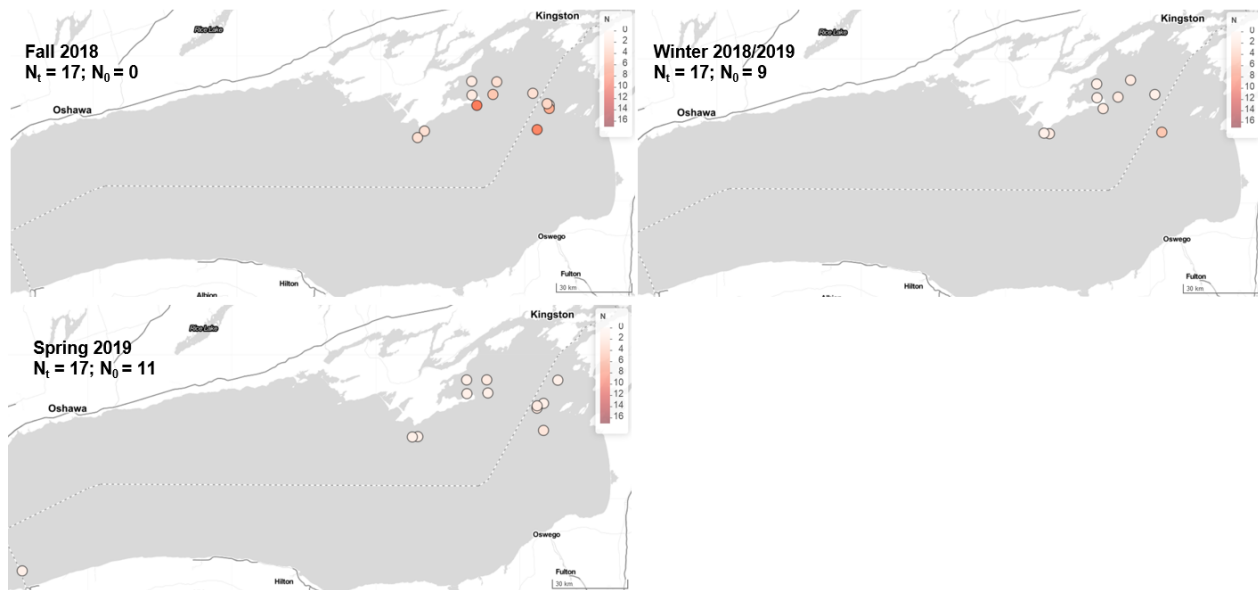 Kingston
Rice Lake
Fall 2018
Nt = 17; N0 = 0
Oshawa
Oswego
Hilton
Fulton
Albion
30 km
N
0
2
4
6
8
10
12
14
16
Kingston
Rice Lake
Winter 2018/2019
Nt = 17; N0 = 9
Oshawa
Oswego
Hilton
Fulton
30 km
N
0
2
4
6
8
10
12
14
16
Kingston
Rice Lake
Spring 2019
Nt = 17; N0 = 11
Oshawa
Oswego
Hilton
Fulton
30 km
N
0
2
4
6
8
10
12
14
16